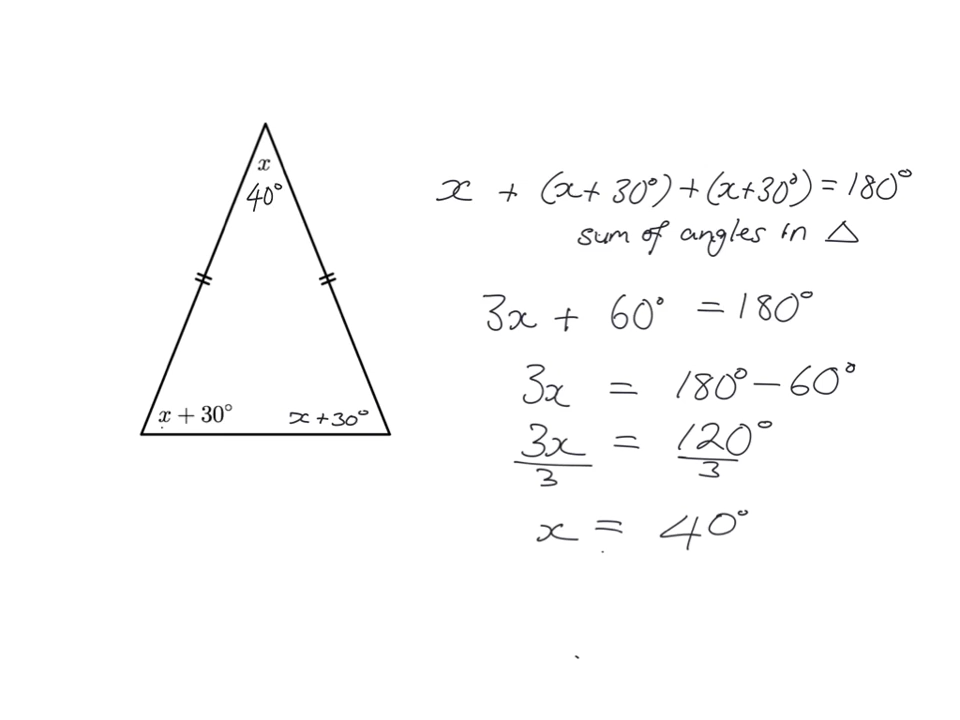 x
40°
x + 30°
x + 30°
x + (x + 30°) + (x + 30°) = 180°
sum of angles in △
3x + 60° = 180°
3x = 180° − 60°
3x/3 = 120°/3
x = 40°